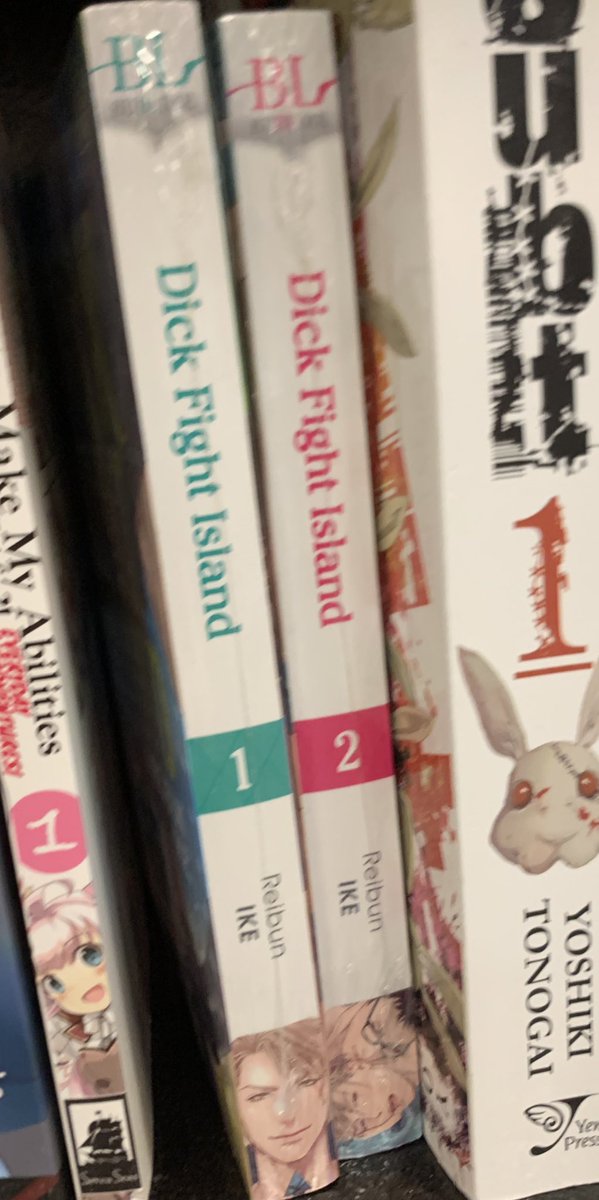 Make My Abilities
1
BL
Dick Fight Island
1
Reibun
IKE
BL
Dick Fight Island
2
Reibun
IKE
1
YOSHIKI
TONOGAI
Yen
Press